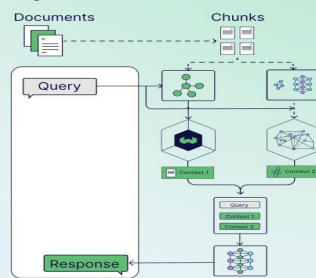 Documents
Chunks
Query
Context 1
Context 2
Query
Context 1
Context 2
Response